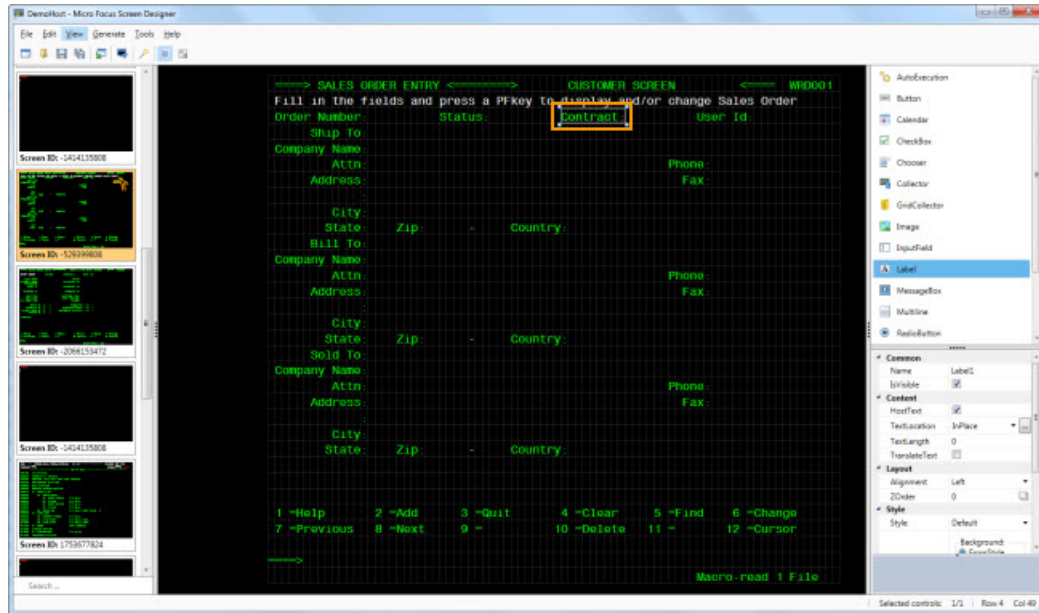 DemoHost - Micro Focus Screen Designer
File Edit View Generate Tools Help
Screen ID: -1414135808
Screen ID: -529399808
Screen ID: -2066153472
Screen ID: -1414135808
Screen ID: 1753677824
Search ...
====> SALES ORDER ENTRY <========> CUSTOMER SCREEN <==== WRD001
Fill in the fields and press a PFkey to display and/or change Sales Order
Order Number: Status: Contract: User Id:
Ship To:
Company Name:
Attn: Phone:
Address: Fax:
:
City:
State: Zip: - Country:
Bill To:
Company Name:
Attn: Phone:
Address: Fax:
:
City:
State: Zip: - Country:
Sold To:
Company Name:
Attn: Phone:
Address: Fax:
:
City:
State: Zip: - Country:
1 =Help 2 =Add 3 =Quit 4 =Clear 5 =Find 6 =Change
7 =Previous 8 =Next 9 = 10 =Delete 11 = 12 =Cursor
====>
Macro-read 1 File
AutoExecution
Button
Calendar
CheckBox
Chooser
Collector
GridCollector
Image
InputField
Label
MessageBox
Multiline
RadioButton
Common
Name Label1
IsVisible
Content
HostText
TextLocation InPlace ...
TextLength 0
TranslateText
Layout
Alignment Left
ZOrder 0
Style
Style Default
Background:
Selected controls: 1/1 Row 4 Col 49